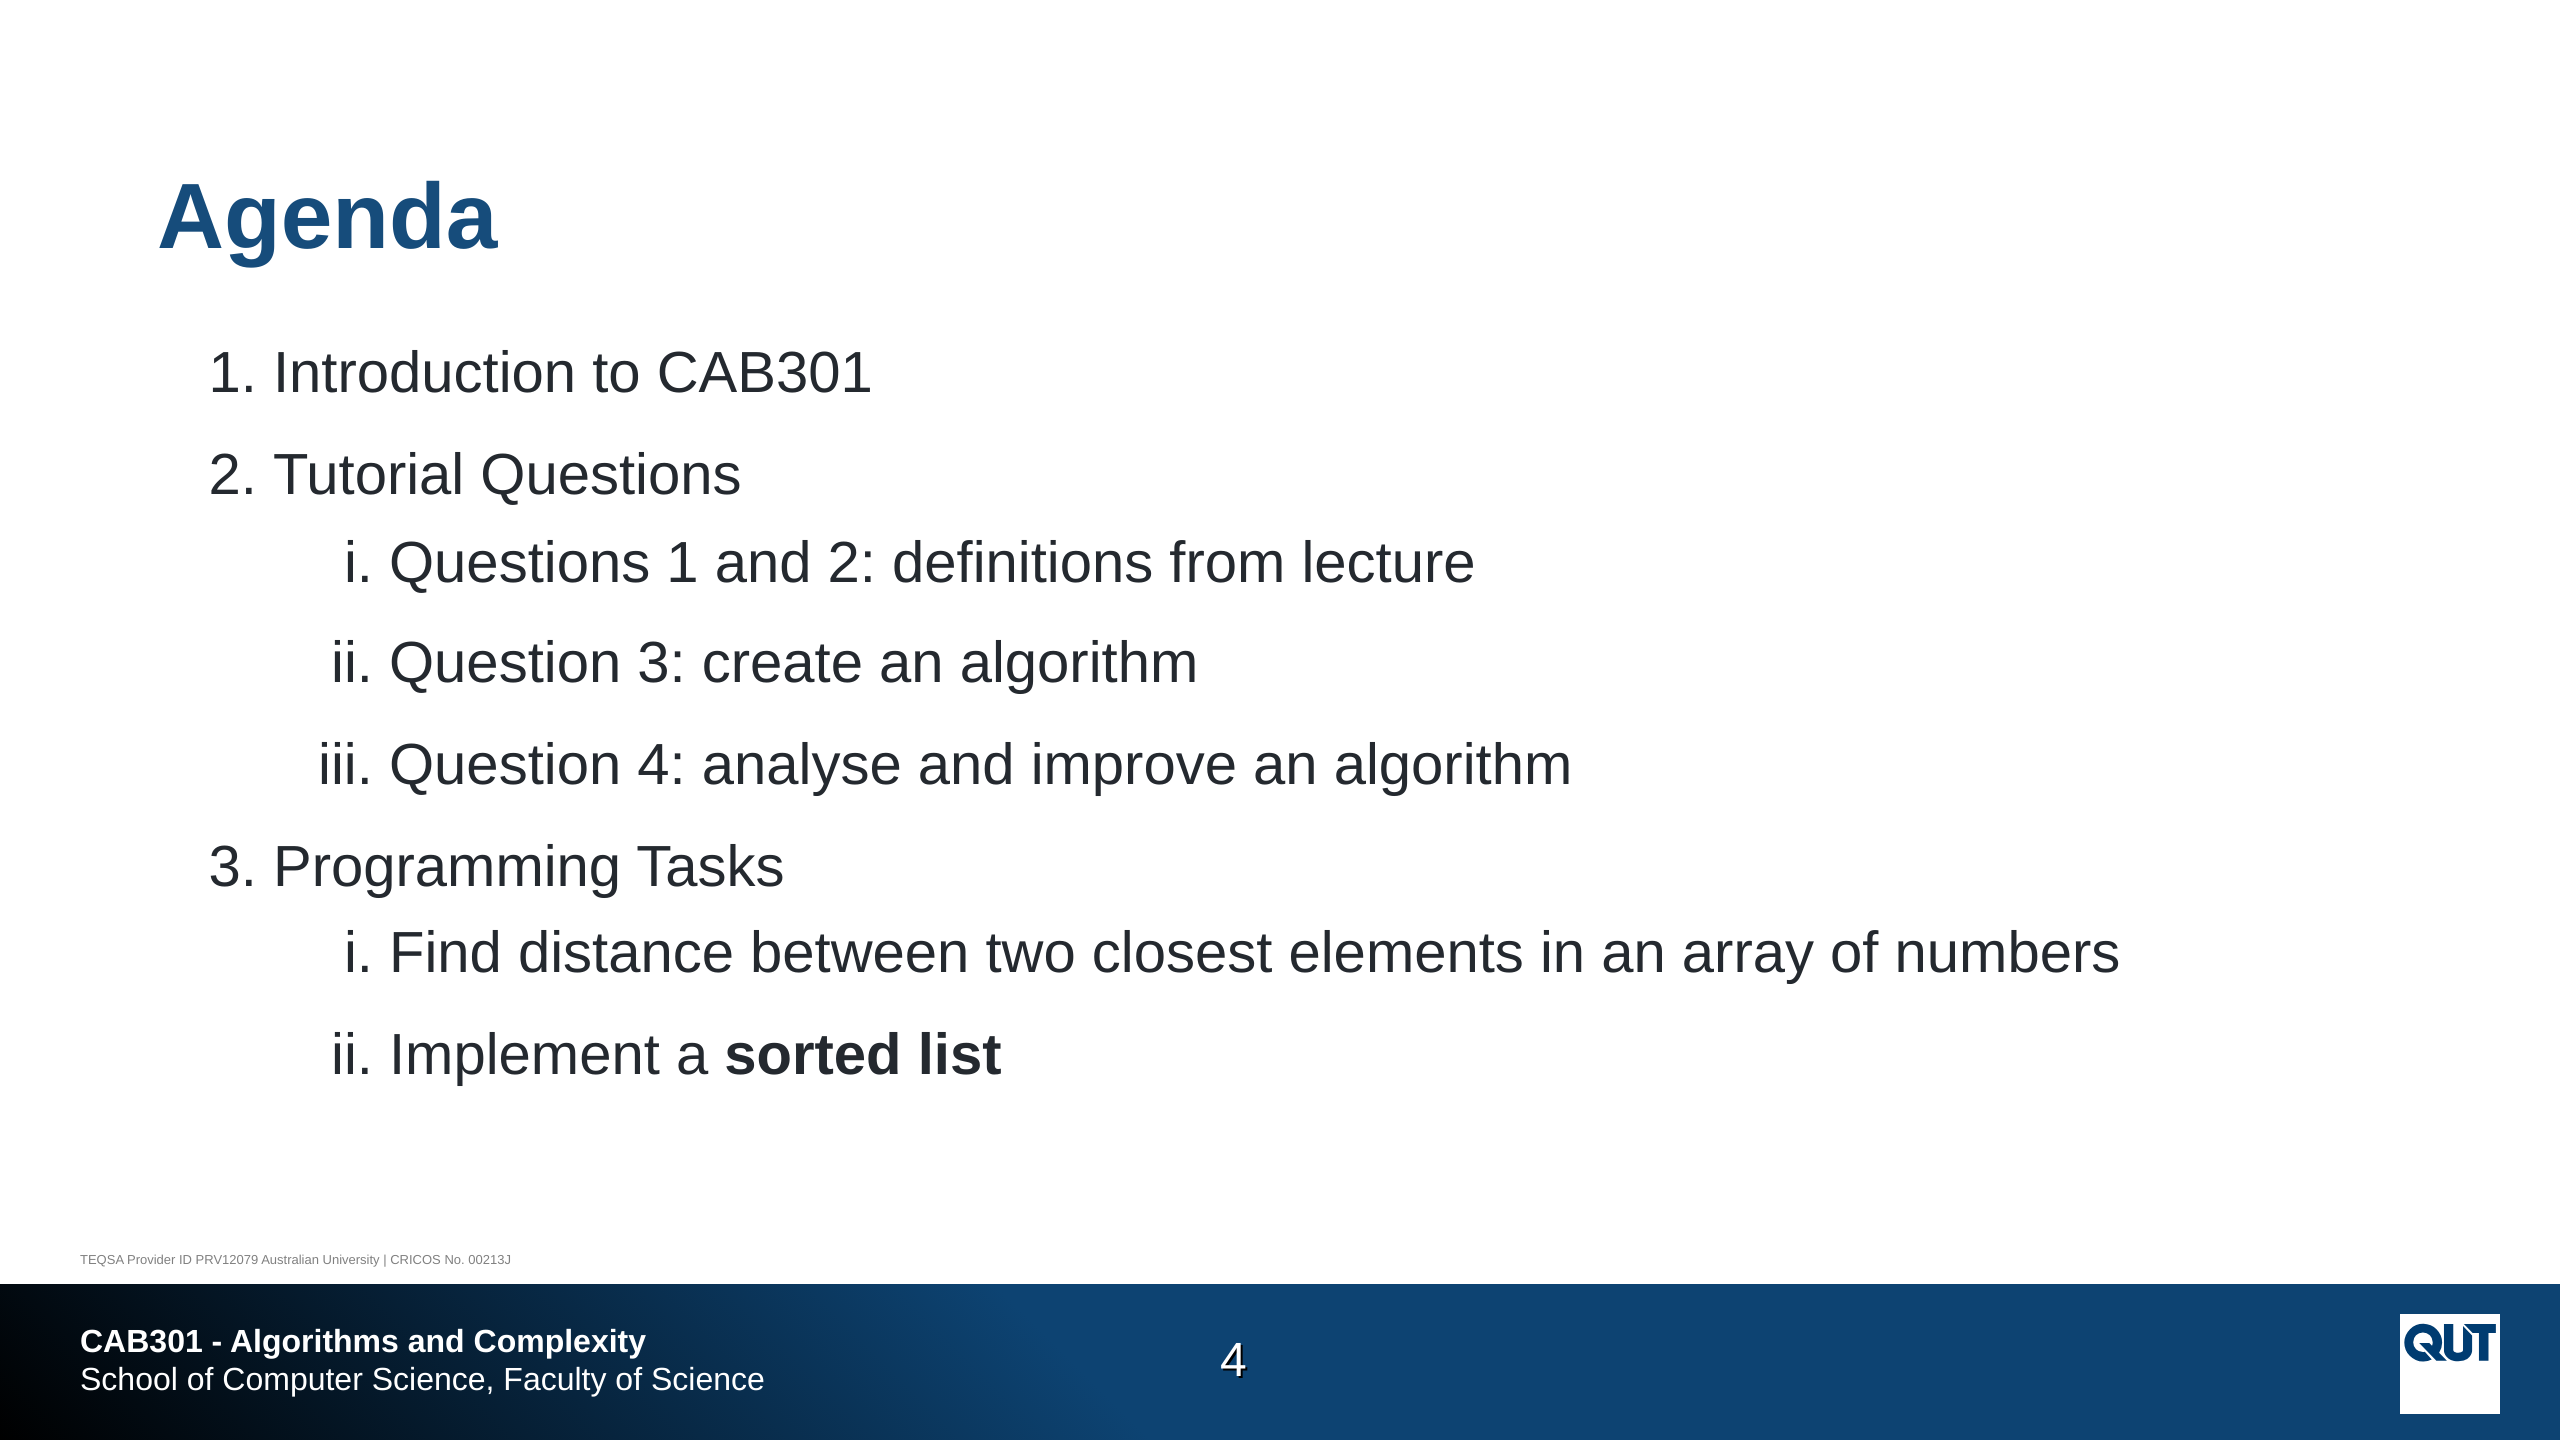 Agenda
1. Introduction to CAB301
2. Tutorial Questions
i. Questions 1 and 2: definitions from lecture
ii. Question 3: create an algorithm
iii. Question 4: analyse and improve an algorithm
3. Programming Tasks
i. Find distance between two closest elements in an array of numbers
ii. Implement a sorted list
TEQSA Provider ID PRV12079 Australian University | CRICOS No. 00213J
CAB301 - Algorithms and Complexity
School of Computer Science, Faculty of Science
4
QUT